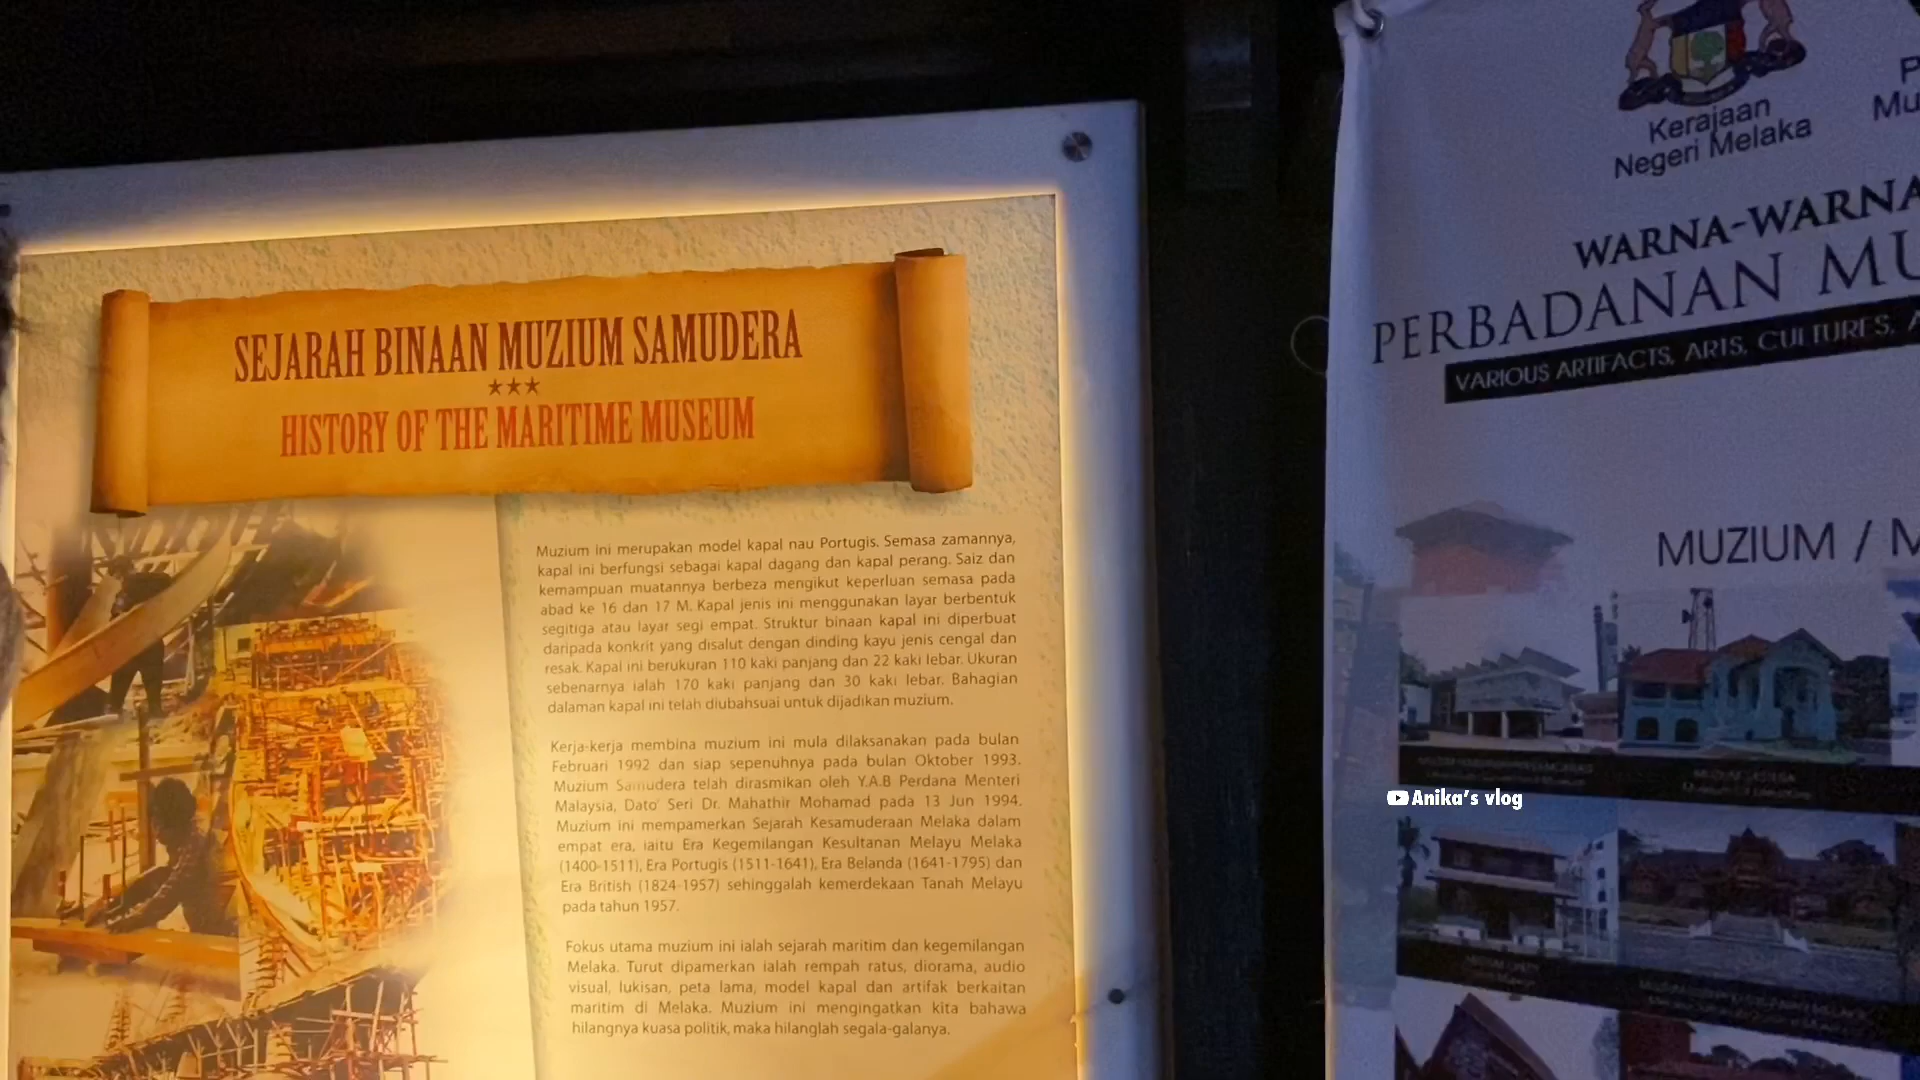 SEJARAH BINAAN MUZIUM SAMUDERA
HISTORY OF THE MARITIME MUSEUM
Muzium ini merupakan model kapal nau Portugis. Semasa zamannya,
kapal ini berfungsi sebagai kapal dagang dan kapal perang. Saiz dan
kemampuan muatannya berbeza mengikut keperluan semasa pada
abad ke 16 dan 17 M. Kapal jenis ini menggunakan layar berbentuk
segitiga atau layar segi empat. Struktur binaan kapal ini diperbuat
daripada konkrit yang disalut dengan dinding kayu jenis cengal dan
resak. Kapal ini berukuran 110 kaki panjang dan 22 kaki lebar. Ukuran
sebenarnya ialah 170 kaki panjang dan 30 kaki lebar. Bahagian
dalaman kapal ini telah diubahsuai untuk dijadikan muzium.
Kerja-kerja membina muzium ini mula dilaksanakan pada bulan
Februari 1992 dan siap sepenuhnya pada bulan Oktober 1993.
Muzium Samudera telah dirasmikan oleh Y.A.B Perdana Menteri
Malaysia, Dato' Seri Dr. Mahathir Mohamad pada 13 Jun 1994.
Muzium ini mempamerkan Sejarah Kesamuderaan Melaka dalam
empat era, iaitu Era Kegemilangan Kesultanan Melayu Melaka
(1400-1511), Era Portugis (1511-1641), Era Belanda (1641-1795) dan
Era British (1824-1957) sehinggalah kemerdekaan Tanah Melayu
pada tahun 1957.
Fokus utama muzium ini ialah sejarah maritim dan kegemilangan
Melaka. Turut dipamerkan ialah rempah ratus, diorama, audio
visual, lukisan, peta lama, model kapal dan artifak berkaitan
maritim di Melaka. Muzium ini mengingatkan kita bahawa
hilangnya kuasa politik, maka hilanglah segala-galanya.
Kerajaan
Negeri Melaka
WARNA-WARNA
PERBADANAN MU
VARIOUS ARTIFACTS, ARTS, CULTURES, A
MUZIUM / M
Anika's vlog